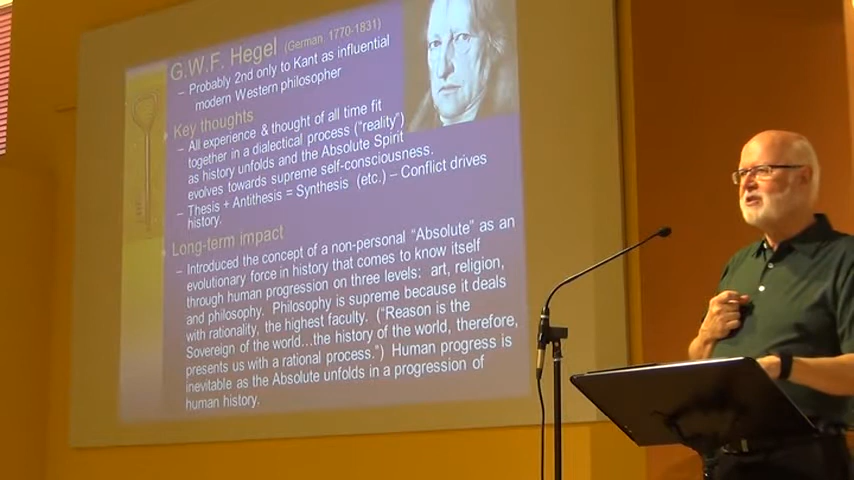 G.W.F. Hegel (German 1770-1831)
– Probably 2nd only to Kant as influential
modern Western philosopher
Key thoughts
– All experience & thought of all time fit
together in a dialectical process ("reality")
as history unfolds and the Absolute Spirit
evolves towards supreme self-consciousness.
– Thesis + Antithesis = Synthesis (etc.) – Conflict drives
history.
Long-term impact
– Introduced the concept of a non-personal "Absolute" as an
evolutionary force in history that comes to know itself
through human progression on three levels: art, religion,
and philosophy. Philosophy is supreme because it deals
with rationality, the highest faculty. ("Reason is the
Sovereign of the world…the history of the world, therefore,
presents us with a rational process.") Human progress is
inevitable as the Absolute unfolds in a progression of
human history.